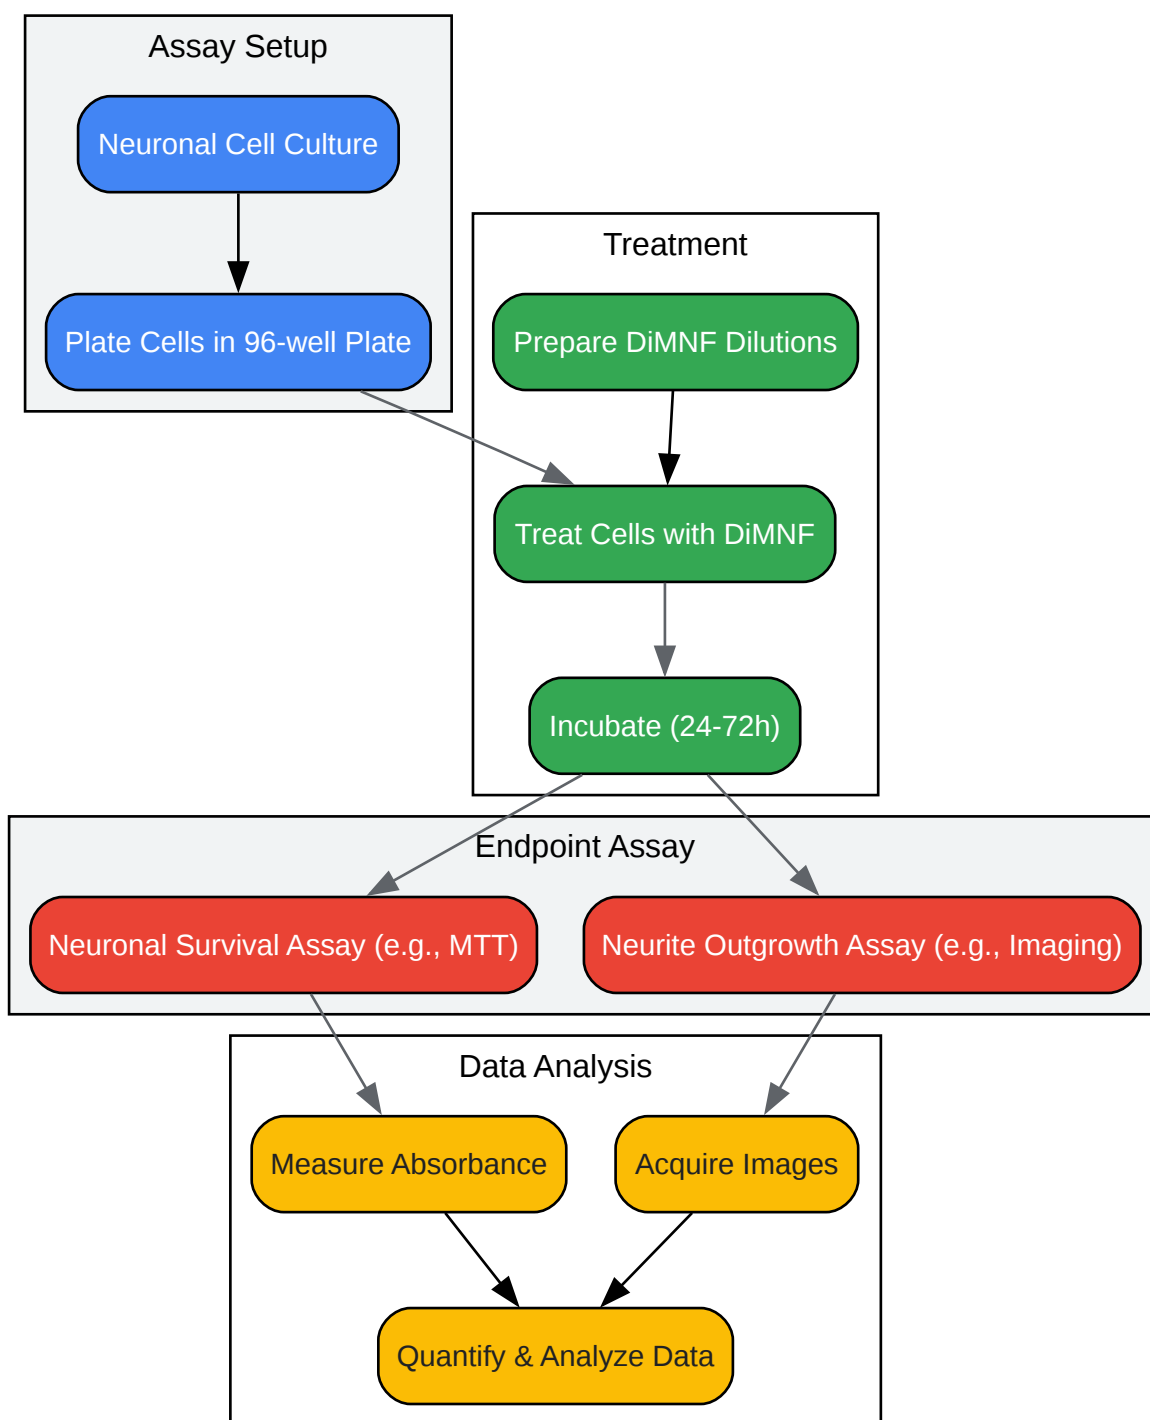 Assay Setup
Neuronal Cell Culture
Plate Cells in 96-well Plate
Treatment
Prepare DiMNF Dilutions
Treat Cells with DiMNF
Incubate (24-72h)
Endpoint Assay
Neuronal Survival Assay (e.g., MTT)
Neurite Outgrowth Assay (e.g., Imaging)
Data Analysis
Measure Absorbance
Acquire Images
Quantify & Analyze Data